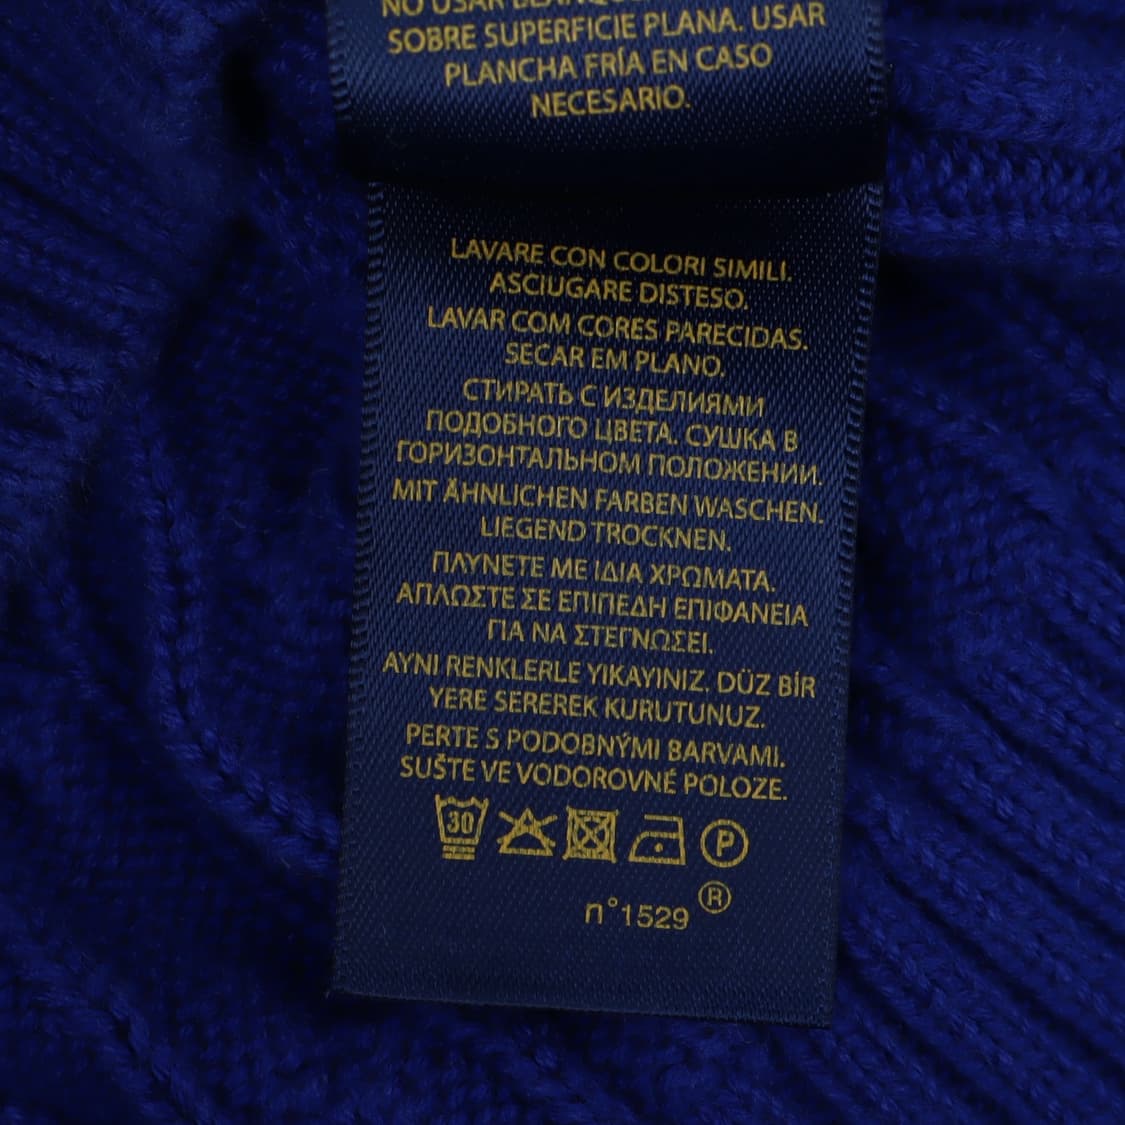 NO USAR
SOBRE SUPERFICIE PLANA. USAR
PLANCHA FRÍA EN CASO
NECESARIO.
LAVARE CON COLORI SIMILI.
ASCIUGARE DISTESO.
LAVAR COM CORES PARECIDAS.
SECAR EM PLANO.
СТИРАТЬ С ИЗДЕЛИЯМИ
ПОДОБНОГО ЦВЕТА. СУШКА В
ГОРИЗОНТАЛЬНОМ ПОЛОЖЕНИИ.
MIT ÄHNLICHEN FARBEN WASCHEN.
LIEGEND TROCKNEN.
ΠΛΥΝΕΤΕ ΜΕ ΙΔΙΑ ΧΡΩΜΑΤΑ.
ΑΠΛΩΣΤΕ ΣΕ ΕΠΙΠΕΔΗ ΕΠΙΦΑΝΕΙΑ
ΓΙΑ ΝΑ ΣΤΕΓΝΩΣΕΙ.
AYNI RENKLERLE YIKAYINIZ. DÜZ BİR
YERE SEREREK KURUTUNUZ.
PERTE S PODOBNÝMI BARVAMI.
SUŠTE VE VODOROVNÉ POLOZE.
30 P
n°1529 ®